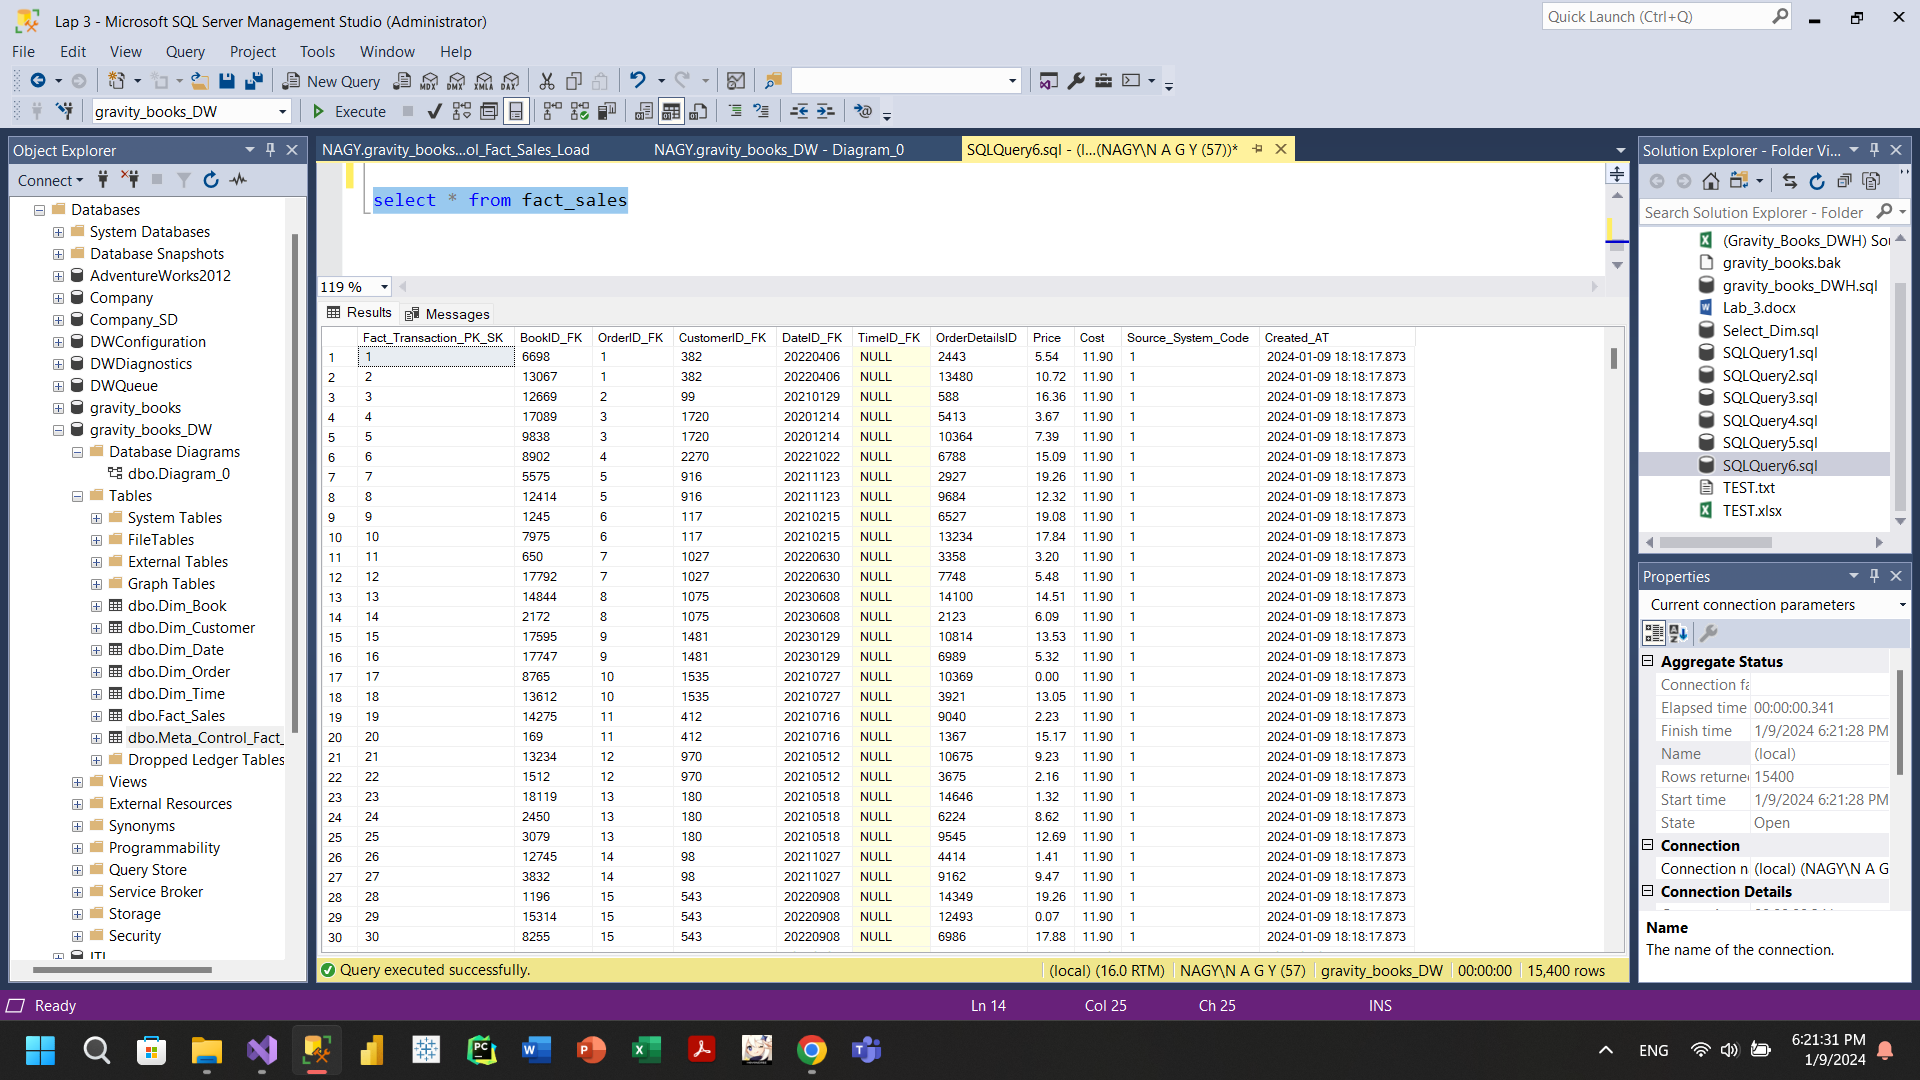 Lap 3 - Microsoft SQL Server Management Studio (Administrator)
Quick Launch (Ctrl+Q)
File Edit View Query Project Tools Window Help
New Query MDX DMX XMLA DAX
gravity_books_DW Execute
Object Explorer
Connect
Databases
System Databases
Database Snapshots
AdventureWorks2012
Company
Company_SD
DWConfiguration
DWDiagnostics
DWQueue
gravity_books
gravity_books_DW
Database Diagrams
dbo.Diagram_0
Tables
System Tables
FileTables
External Tables
Graph Tables
dbo.Dim_Book
dbo.Dim_Customer
dbo.Dim_Date
dbo.Dim_Order
dbo.Dim_Time
dbo.Fact_Sales
dbo.Meta_Control_Fact_
Dropped Ledger Tables
Views
External Resources
Synonyms
Programmability
Query Store
Service Broker
Storage
Security
ITI
NAGY.gravity_books...ol_Fact_Sales_Load NAGY.gravity_books_DW - Diagram_0 SQLQuery6.sql - (l...(NAGY\N A G Y (57))*
select * from fact_sales
119 %
Results Messages
Fact_Transaction_PK_SK BookID_FK OrderID_FK CustomerID_FK DateID_FK TimeID_FK OrderDetailsID Price Cost Source_System_Code Created_AT
1 1 6698 1 382 20220406 NULL 2443 5.54 11.90 1 2024-01-09 18:18:17.873
2 2 13067 1 382 20220406 NULL 13480 10.72 11.90 1 2024-01-09 18:18:17.873
3 3 12669 2 99 20210129 NULL 588 16.36 11.90 1 2024-01-09 18:18:17.873
4 4 17089 3 1720 20201214 NULL 5413 3.67 11.90 1 2024-01-09 18:18:17.873
5 5 9838 3 1720 20201214 NULL 10364 7.39 11.90 1 2024-01-09 18:18:17.873
6 6 8902 4 2270 20221022 NULL 6788 15.09 11.90 1 2024-01-09 18:18:17.873
7 7 5575 5 916 20211123 NULL 2927 19.26 11.90 1 2024-01-09 18:18:17.873
8 8 12414 5 916 20211123 NULL 9684 12.32 11.90 1 2024-01-09 18:18:17.873
9 9 1245 6 117 20210215 NULL 6527 19.08 11.90 1 2024-01-09 18:18:17.873
10 10 7975 6 117 20210215 NULL 13234 17.84 11.90 1 2024-01-09 18:18:17.873
11 11 650 7 1027 20220630 NULL 3358 3.20 11.90 1 2024-01-09 18:18:17.873
12 12 17792 7 1027 20220630 NULL 7748 5.48 11.90 1 2024-01-09 18:18:17.873
13 13 14844 8 1075 20230608 NULL 14100 14.51 11.90 1 2024-01-09 18:18:17.873
14 14 2172 8 1075 20230608 NULL 2123 6.09 11.90 1 2024-01-09 18:18:17.873
15 15 17595 9 1481 20230129 NULL 10814 13.53 11.90 1 2024-01-09 18:18:17.873
16 16 17747 9 1481 20230129 NULL 6989 5.32 11.90 1 2024-01-09 18:18:17.873
17 17 8765 10 1535 20210727 NULL 10369 0.00 11.90 1 2024-01-09 18:18:17.873
18 18 13612 10 1535 20210727 NULL 3921 13.05 11.90 1 2024-01-09 18:18:17.873
19 19 14275 11 412 20210716 NULL 9040 2.23 11.90 1 2024-01-09 18:18:17.873
20 20 169 11 412 20210716 NULL 1367 15.17 11.90 1 2024-01-09 18:18:17.873
21 21 13234 12 970 20210512 NULL 10675 9.23 11.90 1 2024-01-09 18:18:17.873
22 22 1512 12 970 20210512 NULL 3675 2.16 11.90 1 2024-01-09 18:18:17.873
23 23 18119 13 180 20210518 NULL 14646 1.32 11.90 1 2024-01-09 18:18:17.873
24 24 2450 13 180 20210518 NULL 6224 8.62 11.90 1 2024-01-09 18:18:17.873
25 25 3079 13 180 20210518 NULL 9545 12.69 11.90 1 2024-01-09 18:18:17.873
26 26 12745 14 98 20211027 NULL 4414 1.41 11.90 1 2024-01-09 18:18:17.873
27 27 3832 14 98 20211027 NULL 9162 9.47 11.90 1 2024-01-09 18:18:17.873
28 28 1196 15 543 20220908 NULL 14349 19.26 11.90 1 2024-01-09 18:18:17.873
29 29 15314 15 543 20220908 NULL 12493 0.07 11.90 1 2024-01-09 18:18:17.873
30 30 8255 15 543 20220908 NULL 6986 17.88 11.90 1 2024-01-09 18:18:17.873
Query executed successfully. (local) (16.0 RTM) NAGY\N A G Y (57) gravity_books_DW 00:00:00 15,400 rows
Solution Explorer - Folder Vi...
Search Solution Explorer - Folder
(Gravity_Books_DWH) Sou
gravity_books.bak
gravity_books_DWH.sql
Lab_3.docx
Select_Dim.sql
SQLQuery1.sql
SQLQuery2.sql
SQLQuery3.sql
SQLQuery4.sql
SQLQuery5.sql
SQLQuery6.sql
TEST.txt
TEST.xlsx
Properties
Current connection parameters
Aggregate Status
Connection fa
Elapsed time 00:00:00.341
Finish time 1/9/2024 6:21:28 PM
Name (local)
Rows returned 15400
Start time 1/9/2024 6:21:28 PM
State Open
Connection
Connection n (local) (NAGY\N A G
Connection Details
Name
The name of the connection.
Ready Ln 14 Col 25 Ch 25 INS
ENG 6:21:31 PM
1/9/2024